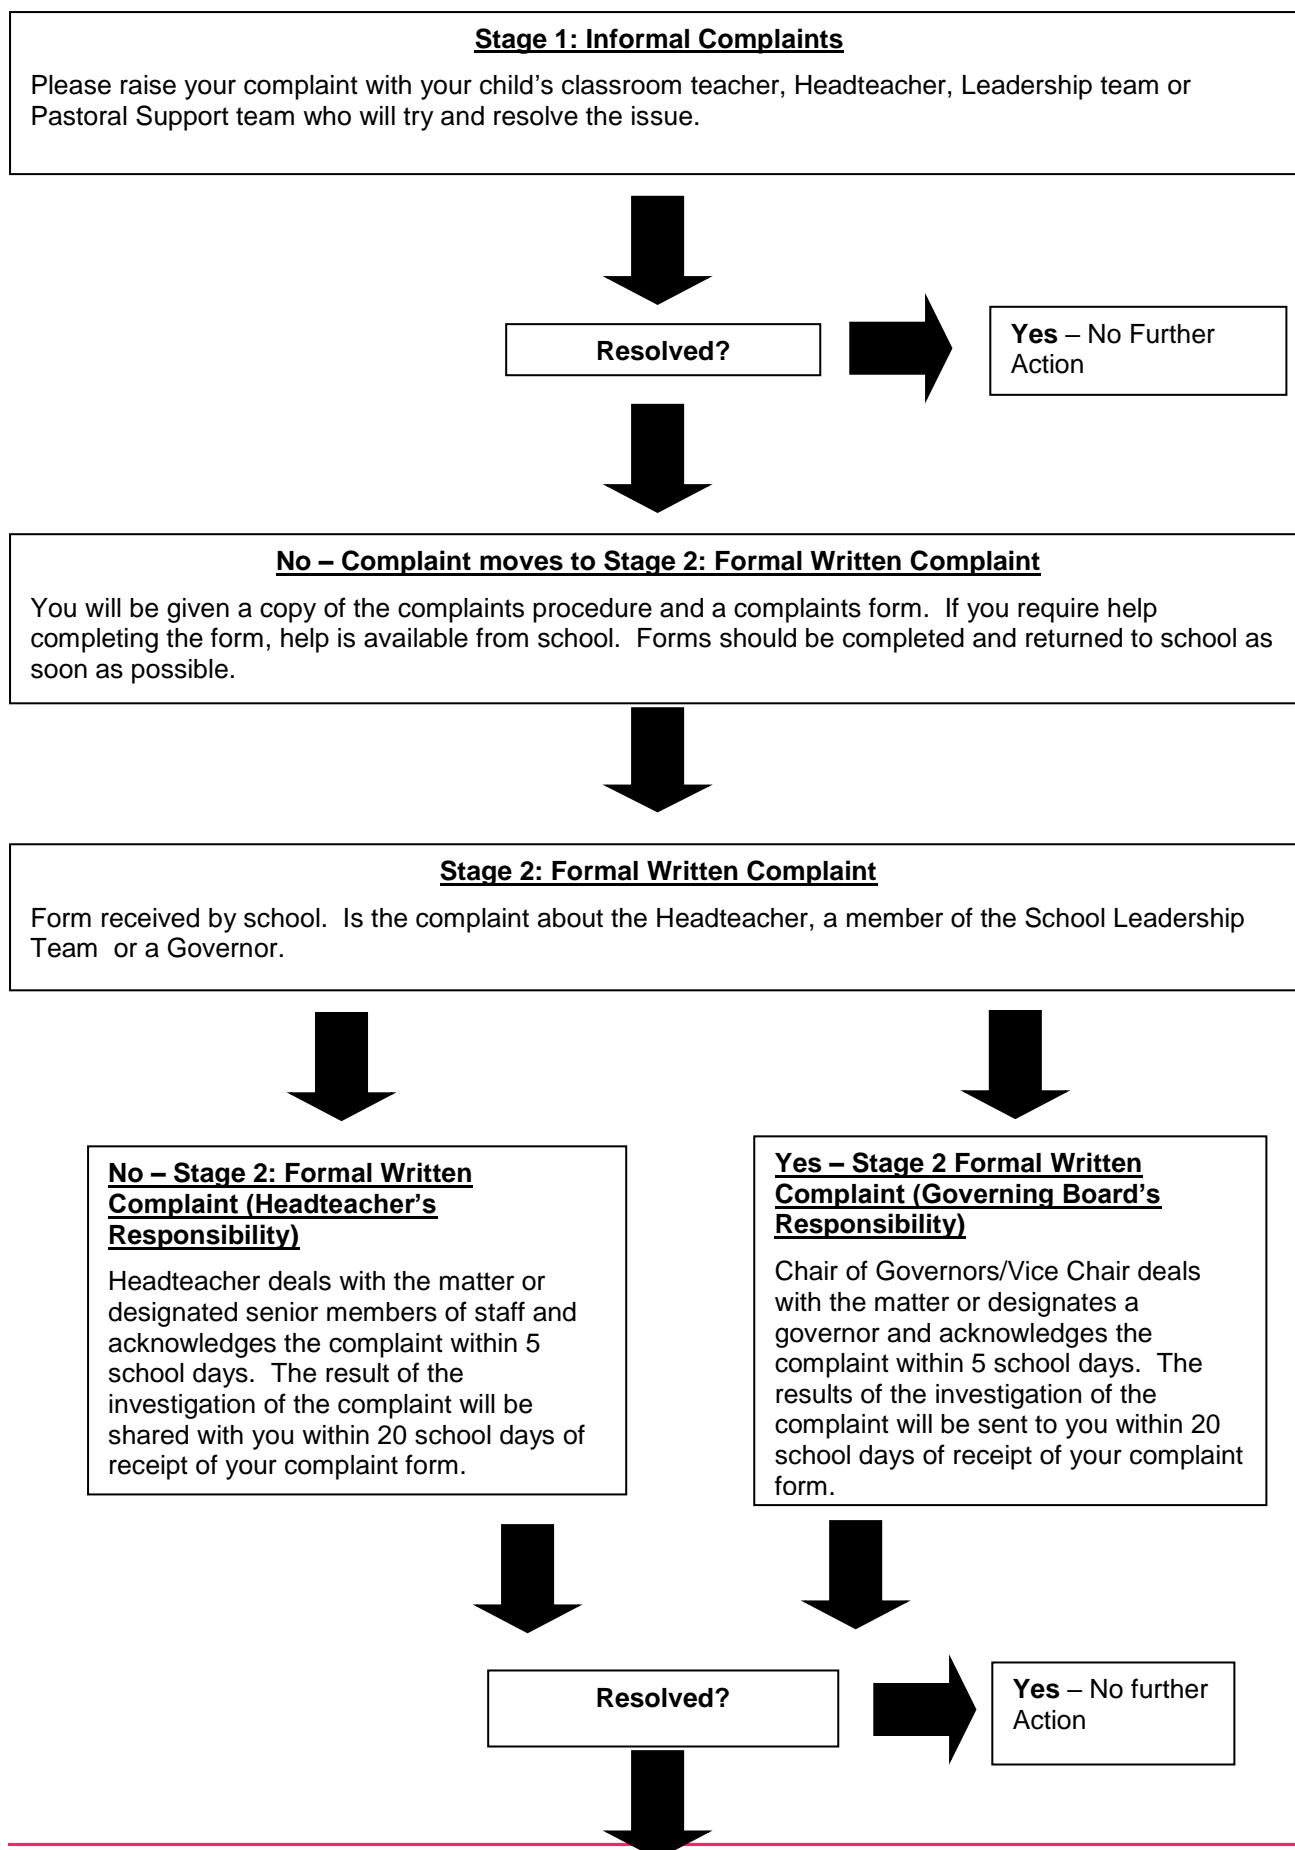 Stage 1: Informal Complaints
Please raise your complaint with your child's classroom teacher, Headteacher, Leadership team or
Pastoral Support team who will try and resolve the issue.
Resolved?
Yes – No Further
Action
No – Complaint moves to Stage 2: Formal Written Complaint
You will be given a copy of the complaints procedure and a complaints form.  If you require help
completing the form, help is available from school.  Forms should be completed and returned to school as
soon as possible.
Stage 2: Formal Written Complaint
Form received by school.  Is the complaint about the Headteacher, a member of the School Leadership
Team  or a Governor.
No – Stage 2: Formal Written
Complaint (Headteacher's
Responsibility)
Headteacher deals with the matter or
designated senior members of staff and
acknowledges the complaint within 5
school days.  The result of the
investigation of the complaint will be
shared with you within 20 school days of
receipt of your complaint form.
Yes – Stage 2 Formal Written
Complaint (Governing Board's
Responsibility)
Chair of Governors/Vice Chair deals
with the matter or designates a
governor and acknowledges the
complaint within 5 school days.  The
results of the investigation of the
complaint will be sent to you within 20
school days of receipt of your complaint
form.
Resolved?
Yes – No further
Action